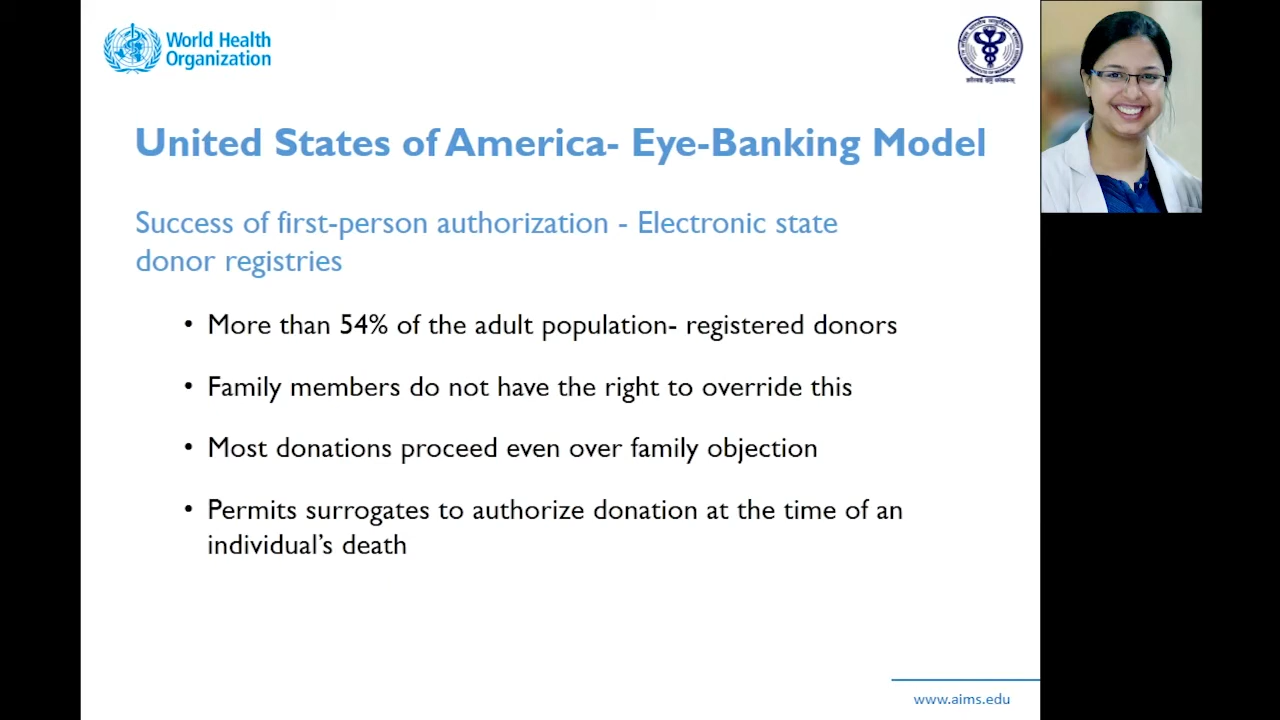 World Health
Organization
United States of America- Eye-Banking Model
Success of first-person authorization - Electronic state
donor registries
• More than 54% of the adult population- registered donors
• Family members do not have the right to override this
• Most donations proceed even over family objection
• Permits surrogates to authorize donation at the time of an
individual’s death
www.aims.edu